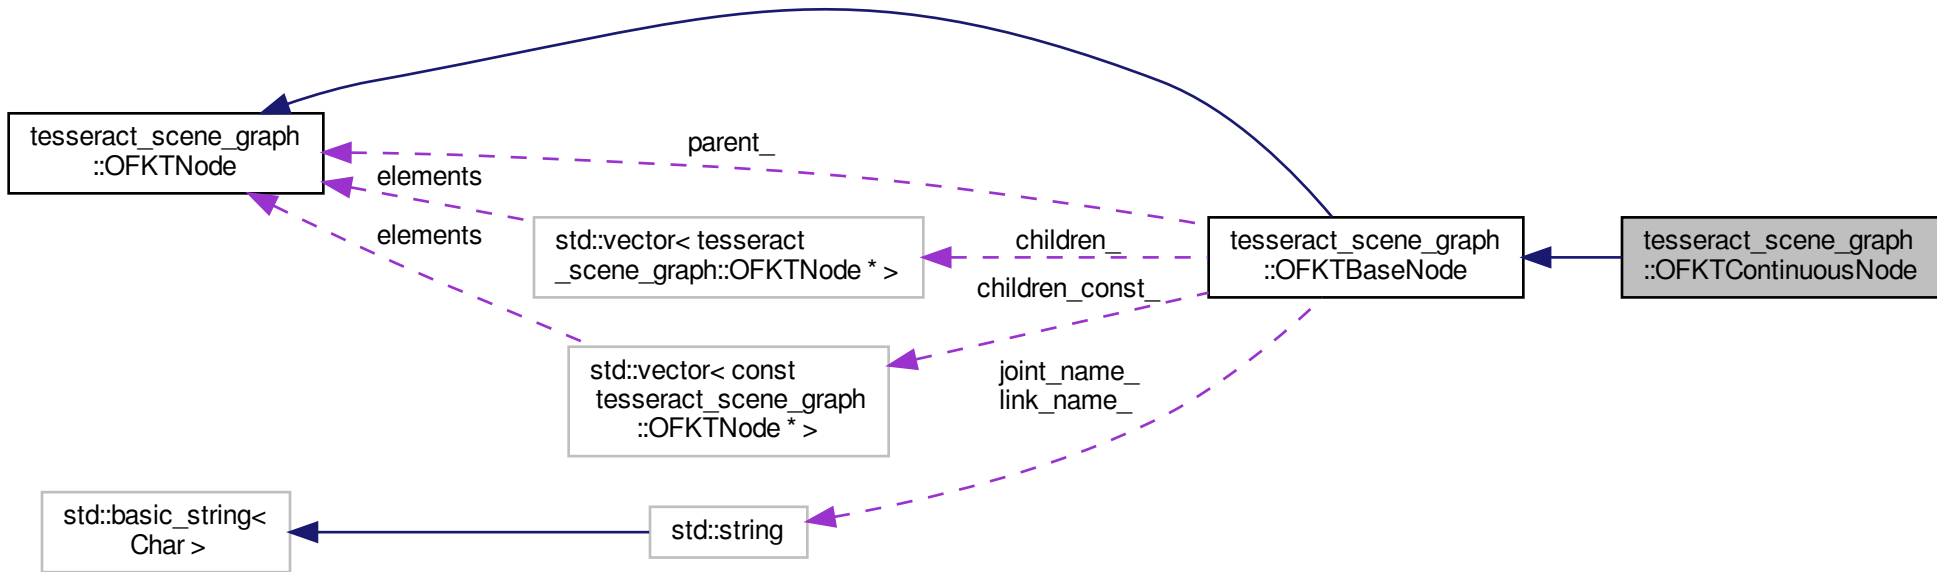 tesseract_scene_graph
::OFKTNode
parent_
elements
elements
std::vector< tesseract
_scene_graph::OFKTNode * >
children_
children_const_
tesseract_scene_graph
::OFKTBaseNode
tesseract_scene_graph
::OFKTContinuousNode
std::vector< const
tesseract_scene_graph
::OFKTNode * >
joint_name_
link_name_
std::basic_string<
Char >
std::string